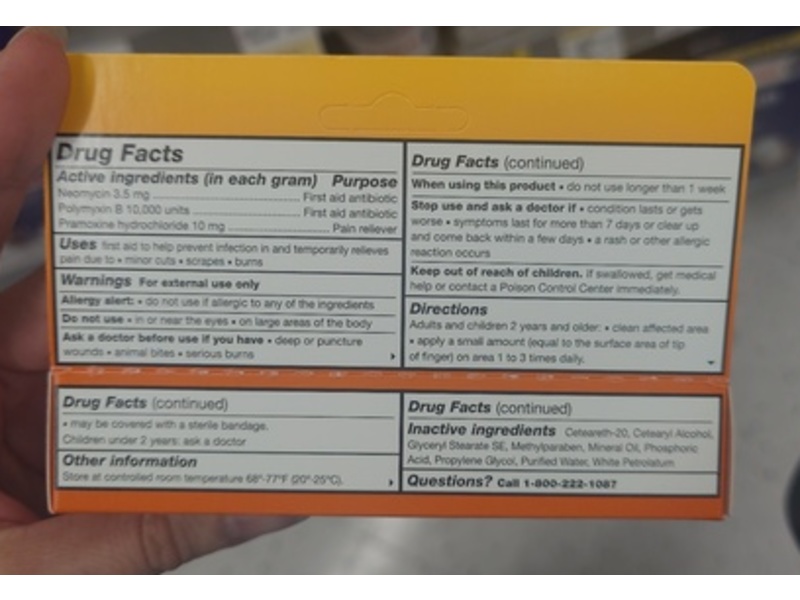 Drug Facts
Active ingredients (in each gram) Purpose
Neomycin 3.5 mg ........ First aid antibiotic
Polymyxin B 10,000 units ........ First aid antibiotic
Pramoxine hydrochloride 10 mg ........ Pain reliever
Uses first aid to help prevent infection in and temporarily relieves
pain due to • minor cuts • scrapes • burns
Warnings For external use only
Allergy alert: • do not use if allergic to any of the ingredients
Do not use • in or near the eyes • on large areas of the body
Ask a doctor before use if you have • deep or puncture
wounds • animal bites • serious burns
Drug Facts (continued)
When using this product • do not use longer than 1 week
Stop use and ask a doctor if • condition lasts or gets
worse • symptoms last for more than 7 days or clear up
and come back within a few days • a rash or other allergic
reaction occurs
Keep out of reach of children. If swallowed, get medical
help or contact a Poison Control Center immediately.
Directions
Adults and children 2 years and older: • clean affected area
• apply a small amount (equal to the surface area of tip
of finger) on area 1 to 3 times daily.
Drug Facts (continued)
• may be covered with a sterile bandage.
Children under 2 years: ask a doctor
Other information
Store at controlled room temperature 68°-77°F (20°-25°C).
Drug Facts (continued)
Inactive ingredients Ceteareth-20, Cetearyl Alcohol,
Glyceryl Stearate SE, Methylparaben, Mineral Oil, Phosphoric
Acid, Propylene Glycol, Purified Water, White Petrolatum
Questions? Call 1-800-222-1087